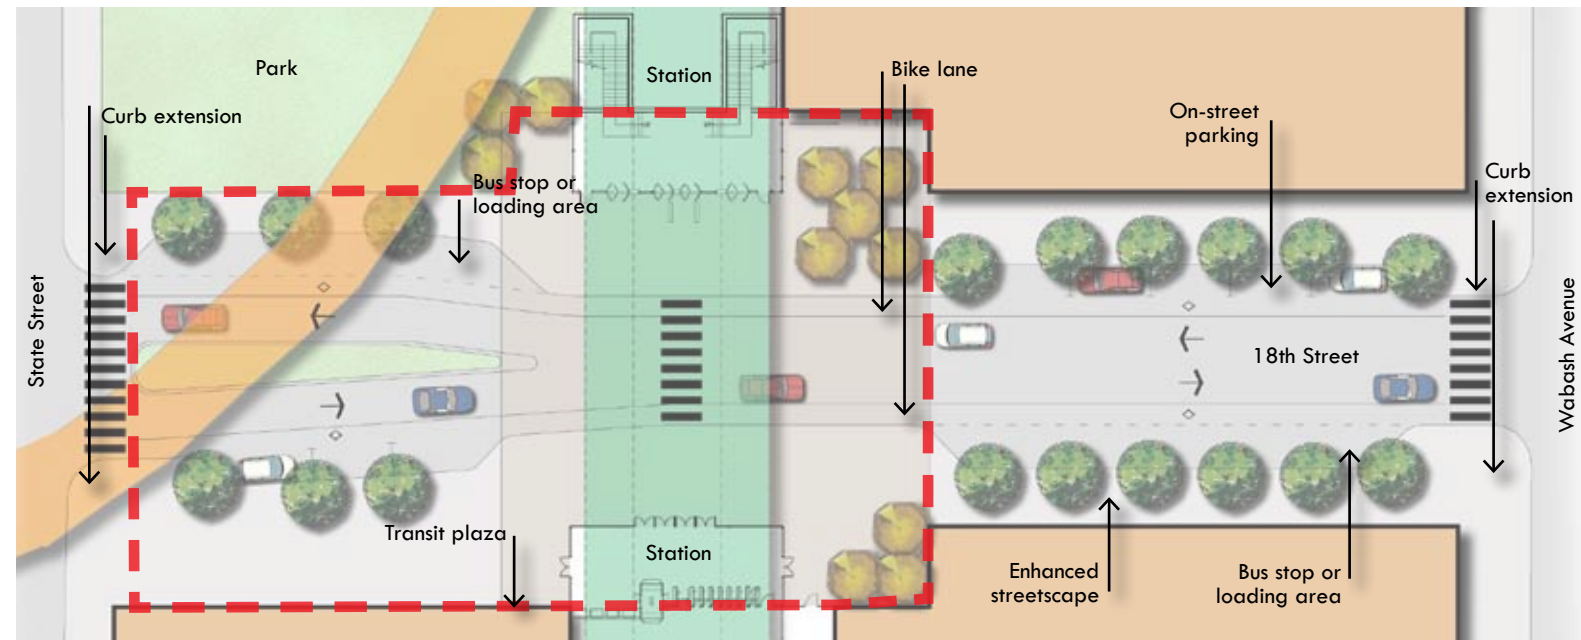 Park
Station
Bike lane
On-street
parking
Curb extension
Curb
extension
Bus stop or
loading area
State Street
18th Street
Wabash Avenue
Transit plaza
Station
Enhanced
streetscape
Bus stop or
loading area